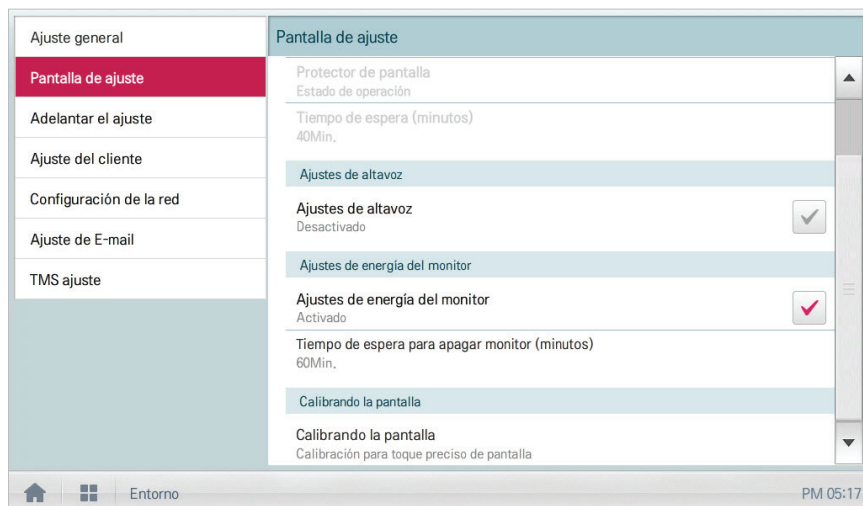 Ajuste general
Pantalla de ajuste
Adelantar el ajuste
Ajuste del cliente
Configuración de la red
Ajuste de E-mail
TMS ajuste
Pantalla de ajuste
Protector de pantalla
Estado de operación
Tiempo de espera (minutos)
40Min.
Ajustes de altavoz
Ajustes de altavoz
Desactivado
Ajustes de energía del monitor
Ajustes de energía del monitor
Activado
Tiempo de espera para apagar monitor (minutos)
60Min.
Calibrando la pantalla
Calibrando la pantalla
Calibración para toque preciso de pantalla
Entorno
PM 05:17